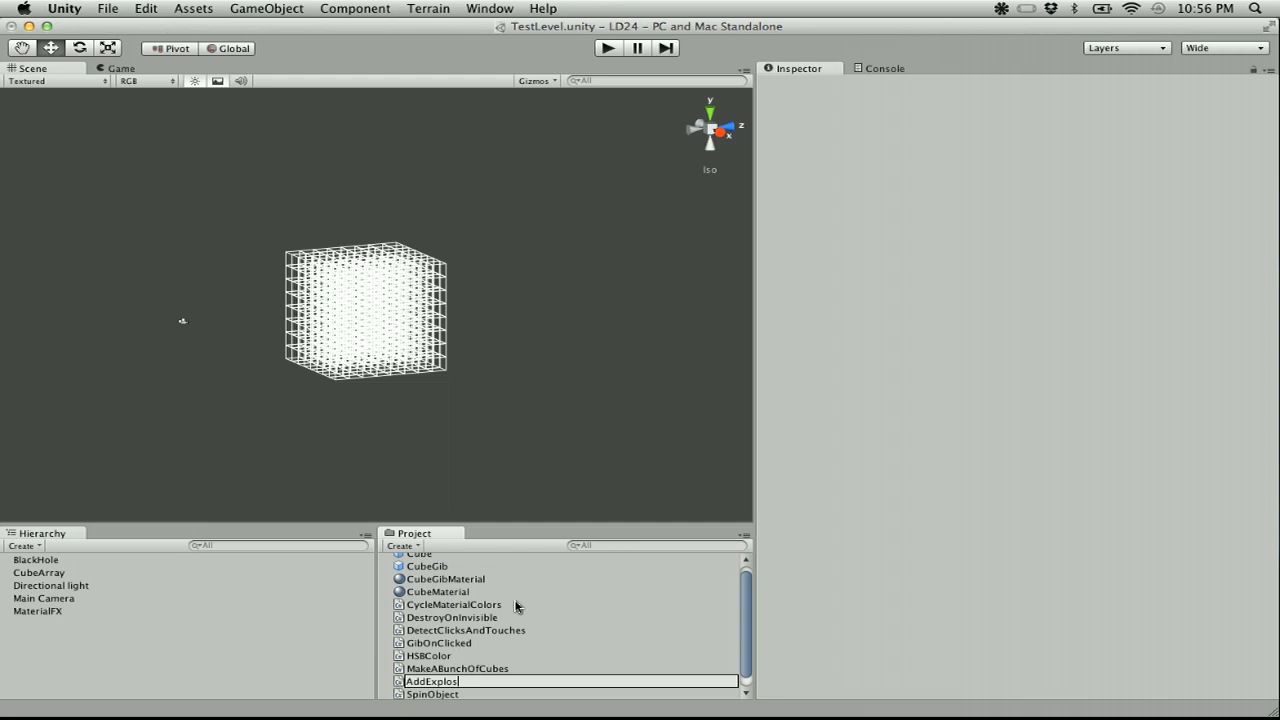 Unity File Edit Assets GameObject Component Terrain Window Help 10:56 PM
TestLevel.unity - LD24 - PC and Mac Standalone
Pivot Global Layers Wide
Scene Game Inspector Console
Textured RGB Gizmos All
y
z
x
Iso
Hierarchy Project
Create All Create All
BlackHole
CubeArray
Directional light
Main Camera
MaterialFX
Cube
CubeGib
CubeGibMaterial
CubeMaterial
CycleMaterialColors
DestroyOnInvisible
DetectClicksAndTouches
GibOnClicked
HSBColor
MakeABunchOfCubes
AddExplos
SpinObject